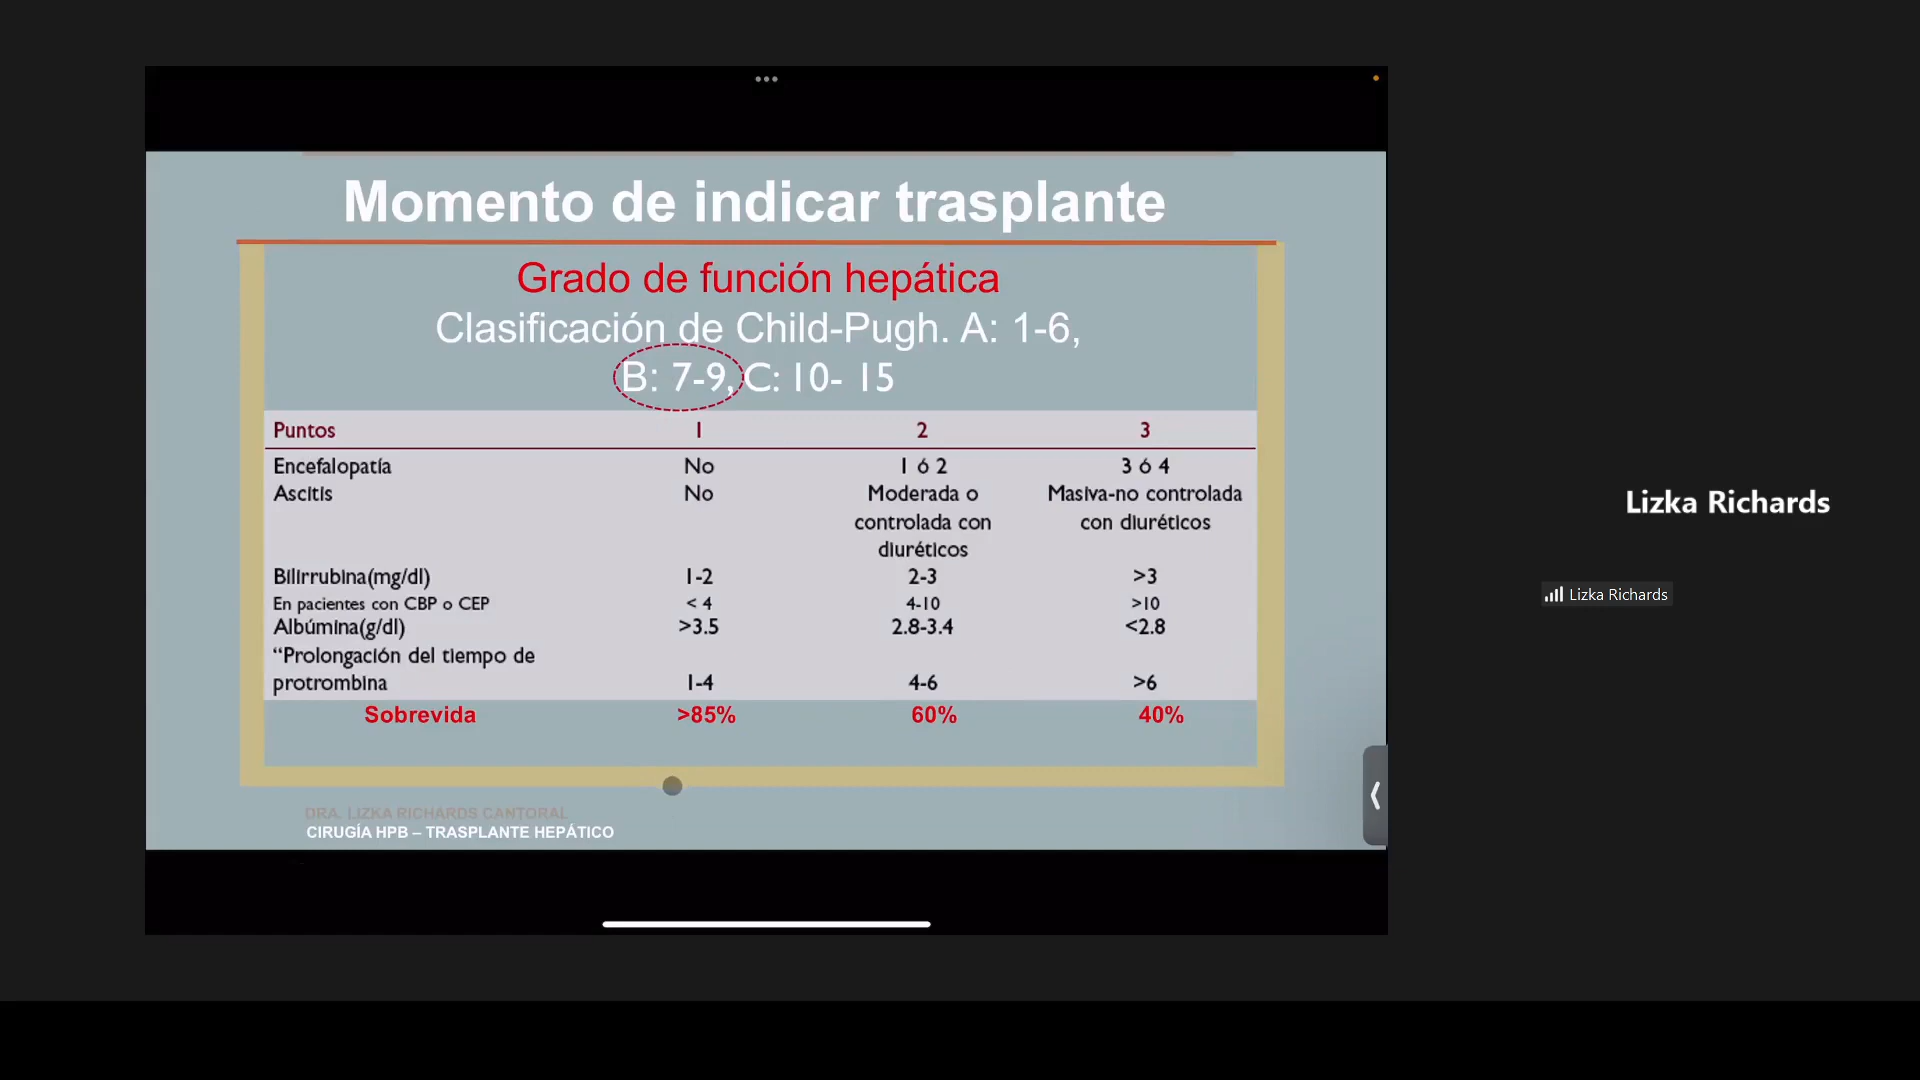 Momento de indicar trasplante
Grado de función hepática
Clasificación de Child-Pugh. A: 1-6,
B: 7-9, C: 10- 15
Puntos 1 2 3
Encefalopatía No 1 ó 2 3 ó 4
Ascitis No Moderada o Masiva-no controlada
controlada con con diuréticos
diuréticos
Bilirrubina(mg/dl) 1-2 2-3 >3
En pacientes con CBP o CEP < 4 4-10 >10
Albúmina(g/dl) >3.5 2.8-3.4 <2.8
“Prolongación del tiempo de
protrombina 1-4 4-6 >6
Sobrevida >85% 60% 40%
DRA. LIZKA RICHARDS CANTORAL
CIRUGÍA HPB – TRASPLANTE HEPÁTICO
Lizka Richards
Lizka Richards